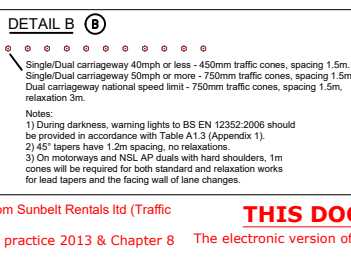 DETAIL B B
Single/Dual carriageway 40mph or less - 450mm traffic cones, spacing 1.5m.
Single/Dual carriageway 50mph or more - 750mm traffic cones, spacing 1.5m
Dual carriageway national speed limit - 750mm traffic cones, spacing 1.5m,
relaxation 3m.
Notes:
1) During darkness, warning lights to BS EN 12352:2006 should
be provided in accordance with Table A1.3 (Appendix 1).
2) 45° tapers have 1.2m spacing, no relaxations.
3) On motorways and NSL AP duals with hard shoulders, 1m
cones will be required for both standard and relaxation works
for lead tapers and the facing wall of lane changes.
om Sunbelt Rentals ltd (Traffic
practice 2013 & Chapter 8
THIS DOC
The electronic version of